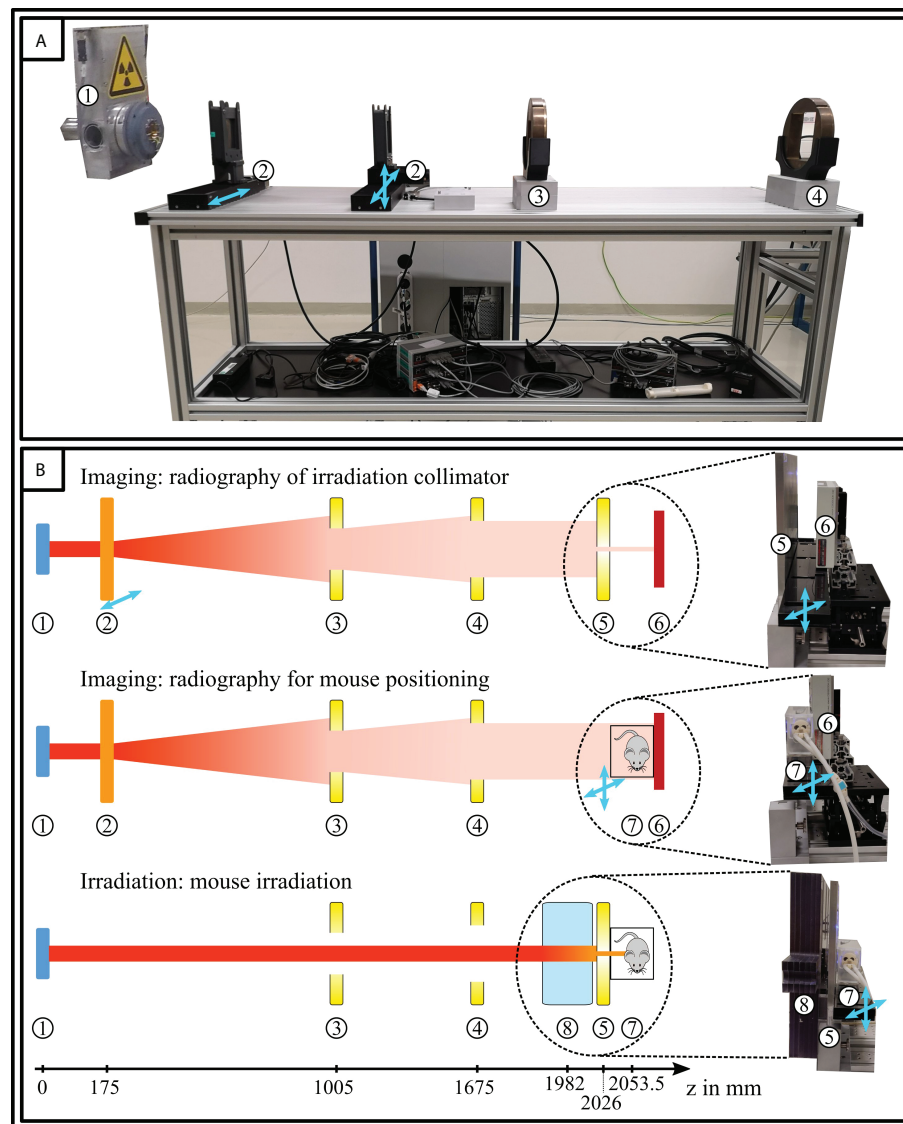 A
①
②
②
③
④
B
Imaging: radiography of irradiation collimator
① ② ③ ④ ⑤ ⑥
⑤ ⑥
Imaging: radiography for mouse positioning
① ② ③ ④ ⑦ ⑥
⑥
⑦
Irradiation: mouse irradiation
① ③ ④ ⑧ ⑤ ⑦
⑧ ⑦
⑤
0 175 1005 1675 1982 2053.5 z in mm
2026